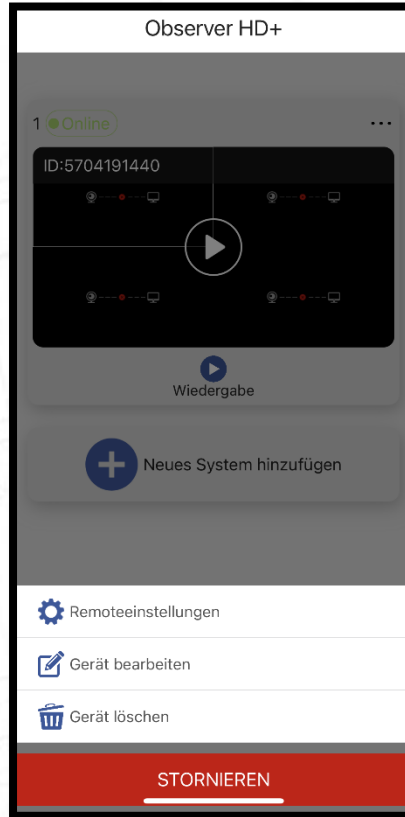 Observer HD+
1 Online
ID:5704191440
Wiedergabe
Neues System hinzufügen
Remoteeinstellungen
Gerät bearbeiten
Gerät löschen
STORNIEREN